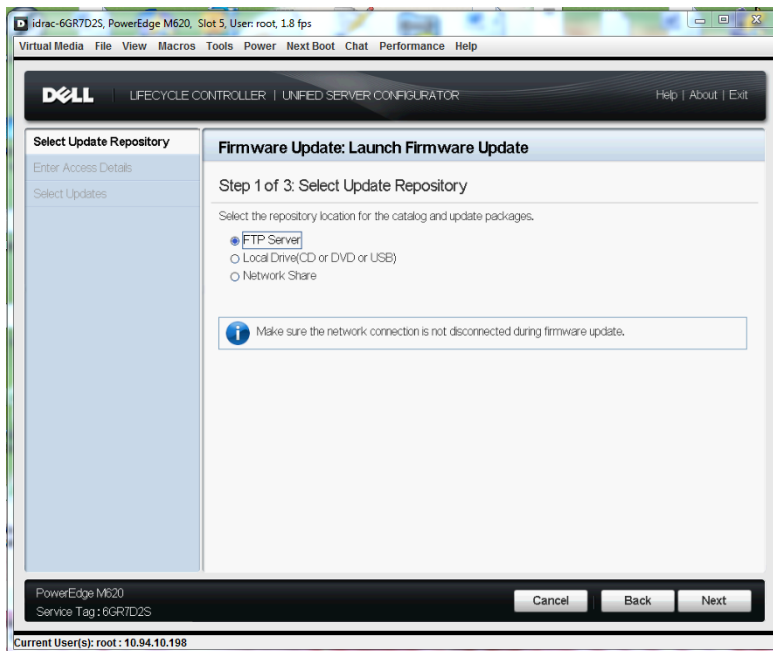 idrac-6GR7D2S, PowerEdge M620, Slot 5, User: root, 1.8 fps
Virtual Media File View Macros Tools Power Next Boot Chat Performance Help
DELL LIFECYCLE CONTROLLER | UNIFIED SERVER CONFIGURATOR Help | About | Exit
Select Update Repository
Enter Access Details
Select Updates
Firmware Update: Launch Firmware Update
Step 1 of 3: Select Update Repository
Select the repository location for the catalog and update packages.
FTP Server
Local Drive(CD or DVD or USB)
Network Share
Make sure the network connection is not disconnected during firmware update.
PowerEdge M620
Service Tag : 6GR7D2S
Cancel Back Next
Current User(s): root : 10.94.10.198